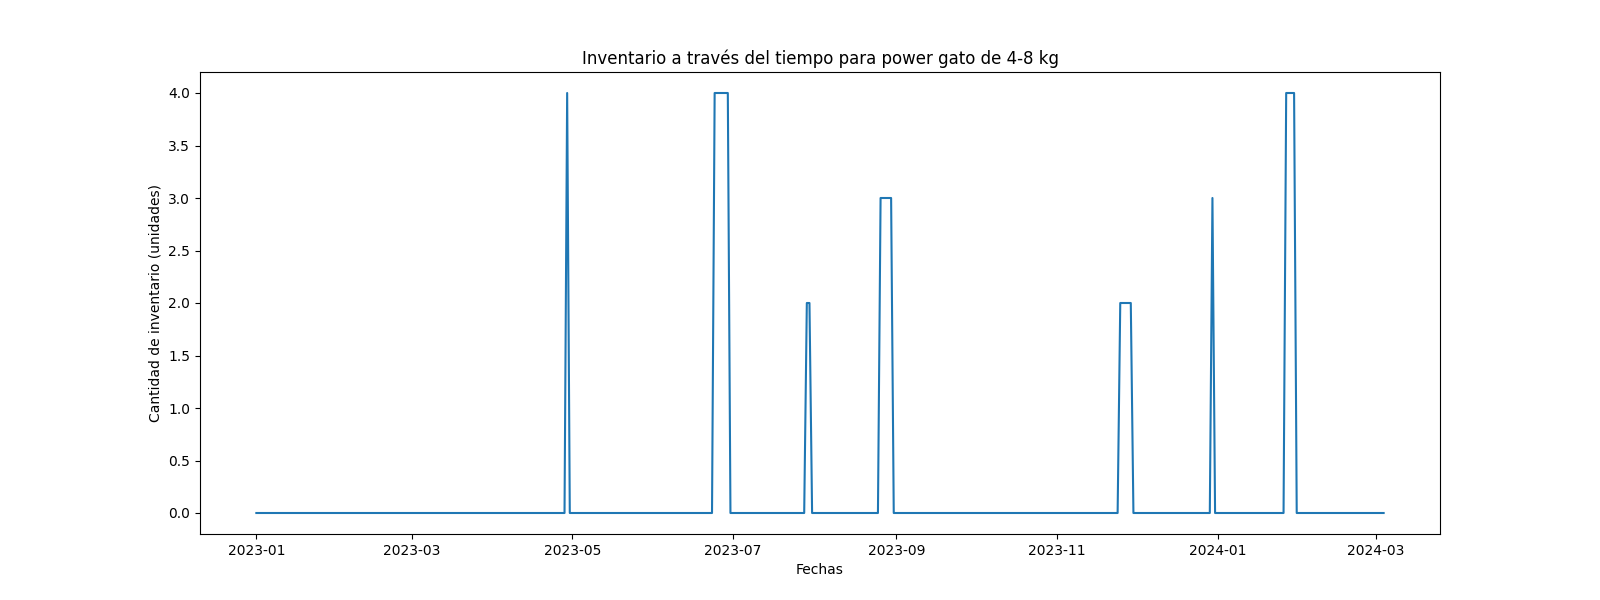 Inventario a través del tiempo para power gato de 4-8 kg
Cantidad de inventario (unidades)
4.0
3.5
3.0
2.5
2.0
1.5
1.0
0.5
0.0
2023-01 2023-03 2023-05 2023-07 2023-09 2023-11 2024-01 2024-03
Fechas